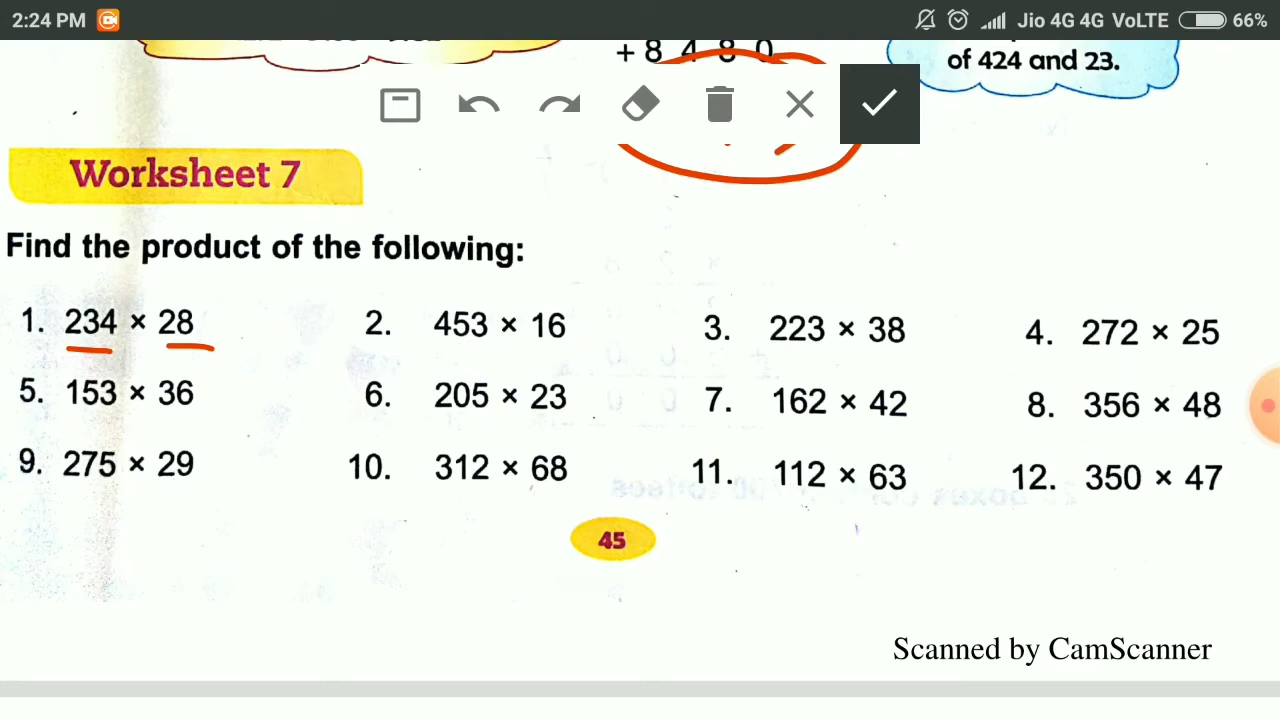 2:24 PM Jio 4G 4G VoLTE 66%
+ 8 4 8 0
of 424 and 23.
Worksheet 7
Find the product of the following:
1. 234 × 28 2. 453 × 16 3. 223 × 38 4. 272 × 25
5. 153 × 36 6. 205 × 23 7. 162 × 42 8. 356 × 48
9. 275 × 29 10. 312 × 68 11. 112 × 63 12. 350 × 47
45
Scanned by CamScanner